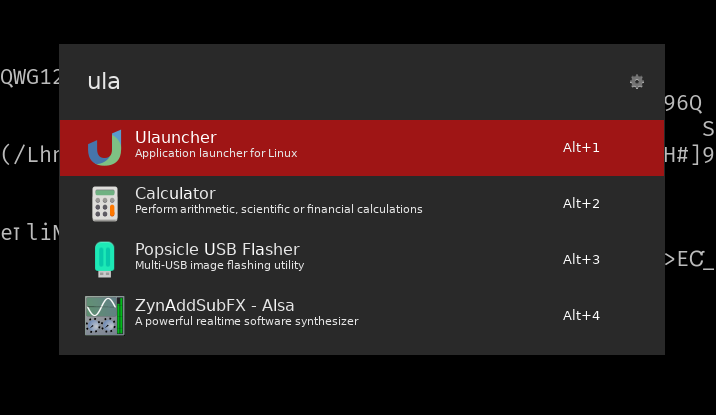 ula
QWG12
96Q
S
Ulauncher
Application launcher for Linux
Alt+1
(/Lhr
H#]9
Calculator
Perform arithmetic, scientific or financial calculations
Alt+2
Popsicle USB Flasher
Multi-USB image flashing utility
Alt+3
ZynAddSubFX - Alsa
A powerful realtime software synthesizer
Alt+4